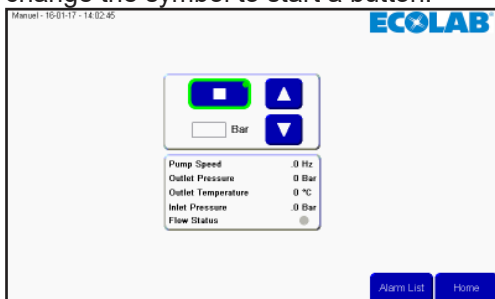 change the symbol to start a button.
Manuel - 16-01-17 - 14:02:45
ECOLAB®
Bar
Pump Speed .0 Hz
Outlet Pressure 0 Bar
Outlet Temperature 0 °C
Inlet Pressure .0 Bar
Flow Status
Alarm List Home